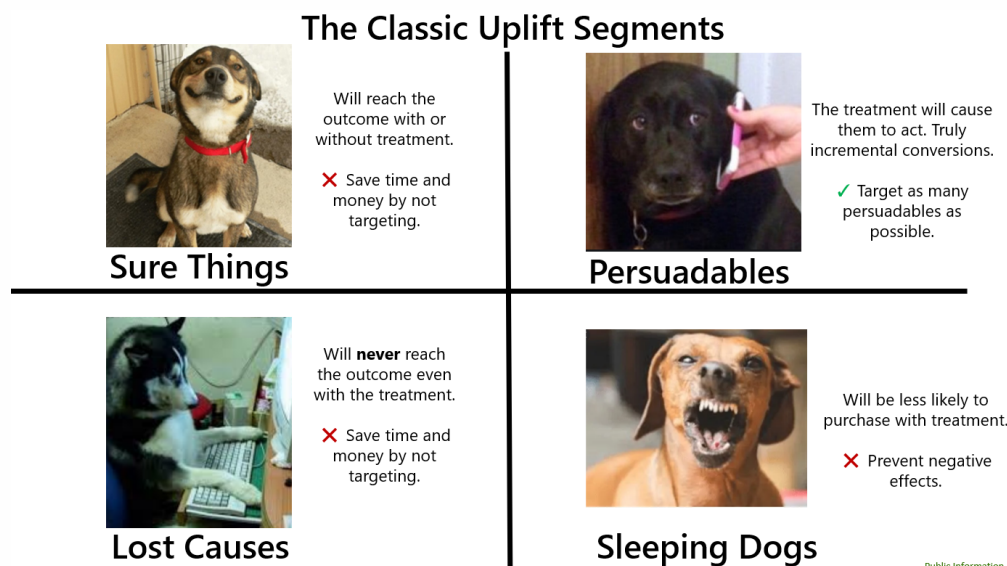 The Classic Uplift Segments
Will reach the
outcome with or
without treatment.
✕ Save time and
money by not
targeting.
Sure Things
The treatment will cause
them to act. Truly
incremental conversions.
✓ Target as many
persuadables as
possible.
Persuadables
Will never reach
the outcome even
with the treatment.
✕ Save time and
money by not
targeting.
Lost Causes
Will be less likely to
purchase with treatment.
✕ Prevent negative
effects.
Sleeping Dogs
Public Information